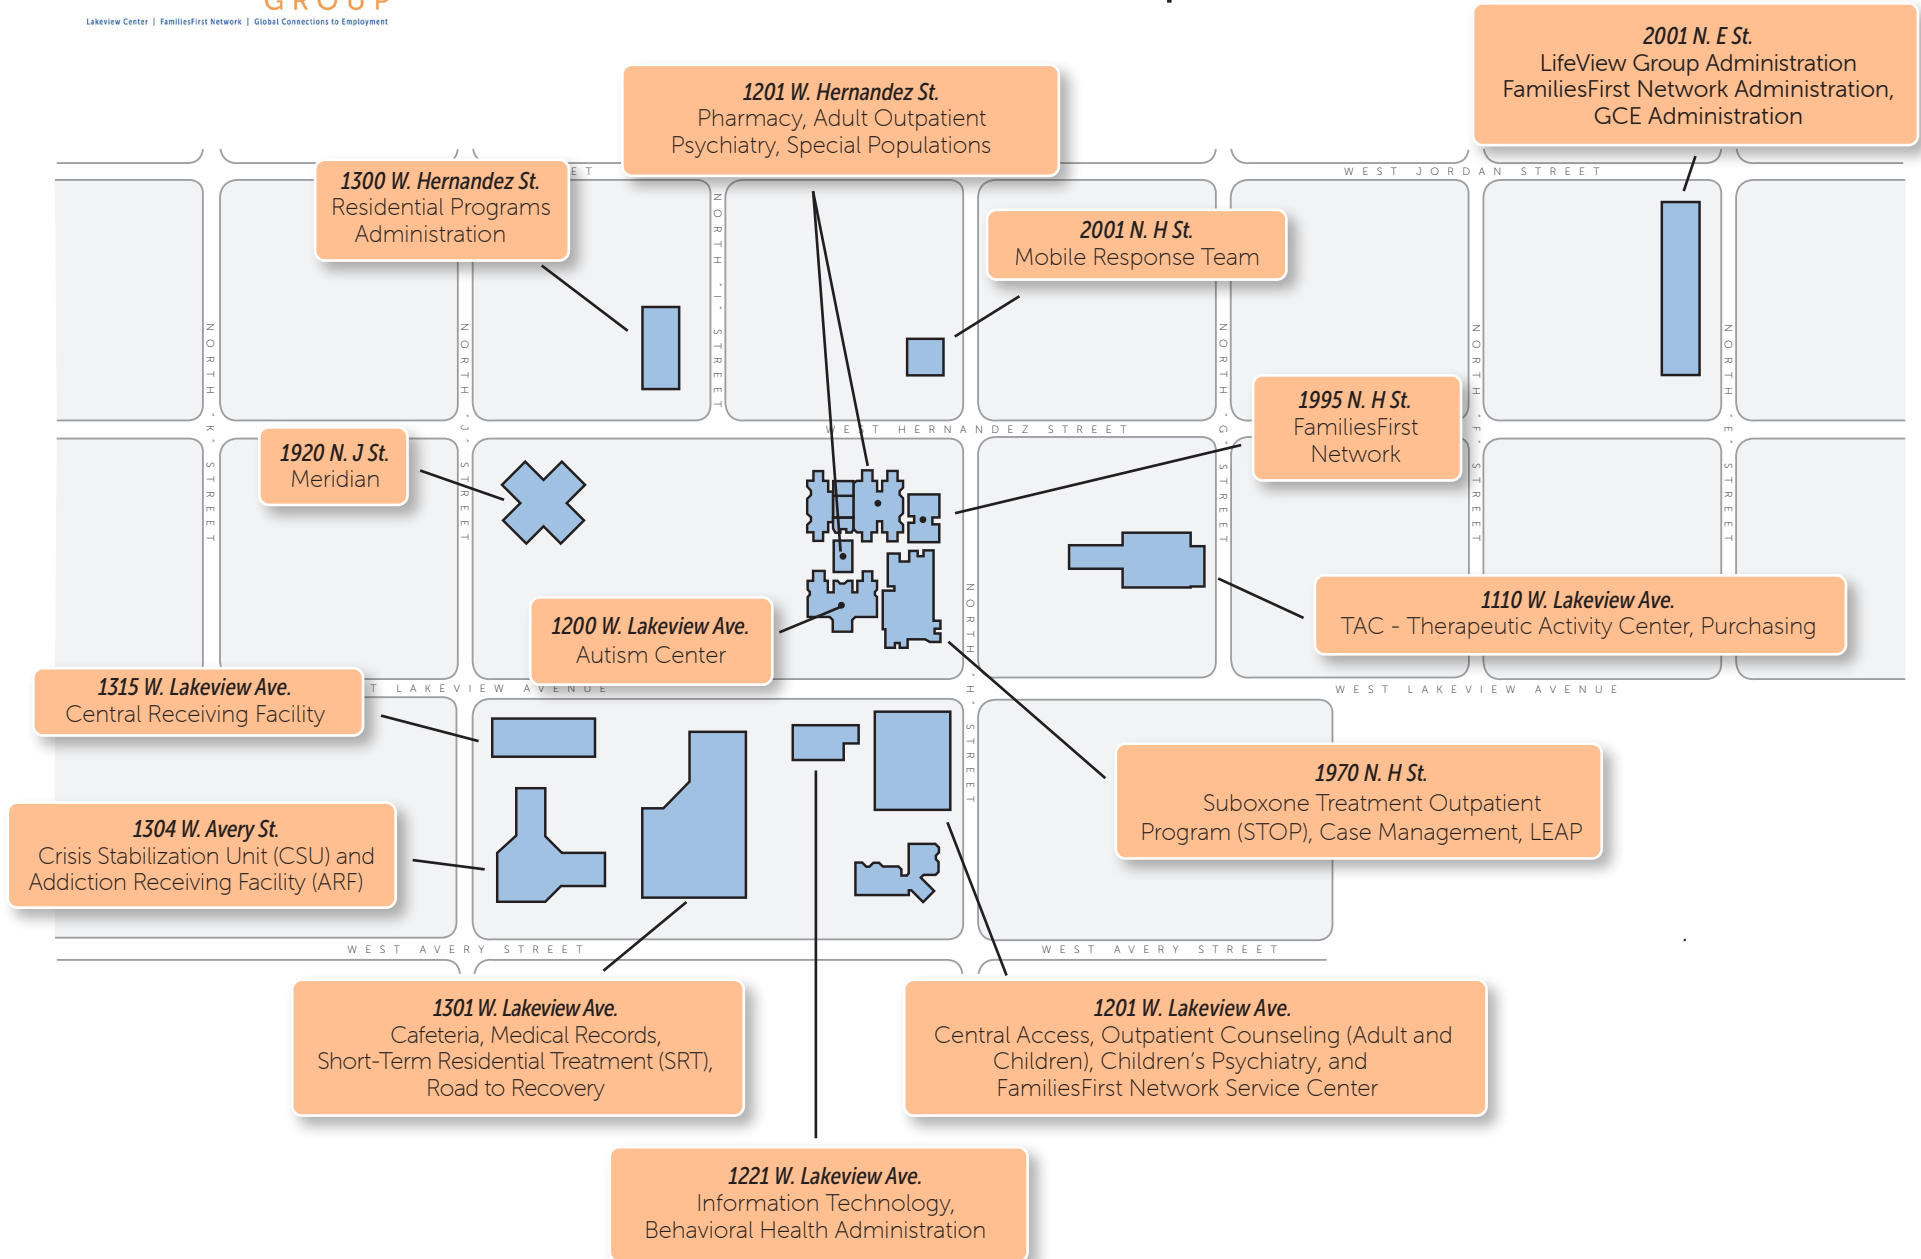 GROUP
Lakeview Center | FamiliesFirst Network | Global Connections to Employment
2001 N. E St.
LifeView Group Administration
FamiliesFirst Network Administration,
GCE Administration
1201 W. Hernandez St.
Pharmacy, Adult Outpatient
Psychiatry, Special Populations
WEST JORDAN STREET
1300 W. Hernandez St.
Residential Programs
Administration
2001 N. H St.
Mobile Response Team
NORTH 'K' STREET
NORTH 'J' STREET
NORTH 'I' STREET
NORTH 'G' STREET
NORTH 'F' STREET
NORTH 'E' STREET
1995 N. H St.
FamiliesFirst
Network
WEST HERNANDEZ STREET
1920 N. J St.
Meridian
1110 W. Lakeview Ave.
TAC - Therapeutic Activity Center, Purchasing
1200 W. Lakeview Ave.
Autism Center
NORTH 'H' STREET
1315 W. Lakeview Ave.
Central Receiving Facility
T LAKEVIEW AVENUE
WEST LAKEVIEW AVENUE
1970 N. H St.
Suboxone Treatment Outpatient
Program (STOP), Case Management, LEAP
1304 W. Avery St.
Crisis Stabilization Unit (CSU) and
Addiction Receiving Facility (ARF)
WEST AVERY STREET
WEST AVERY STREET
1301 W. Lakeview Ave.
Cafeteria, Medical Records,
Short-Term Residential Treatment (SRT),
Road to Recovery
1201 W. Lakeview Ave.
Central Access, Outpatient Counseling (Adult and
Children), Children's Psychiatry, and
FamiliesFirst Network Service Center
1221 W. Lakeview Ave.
Information Technology,
Behavioral Health Administration